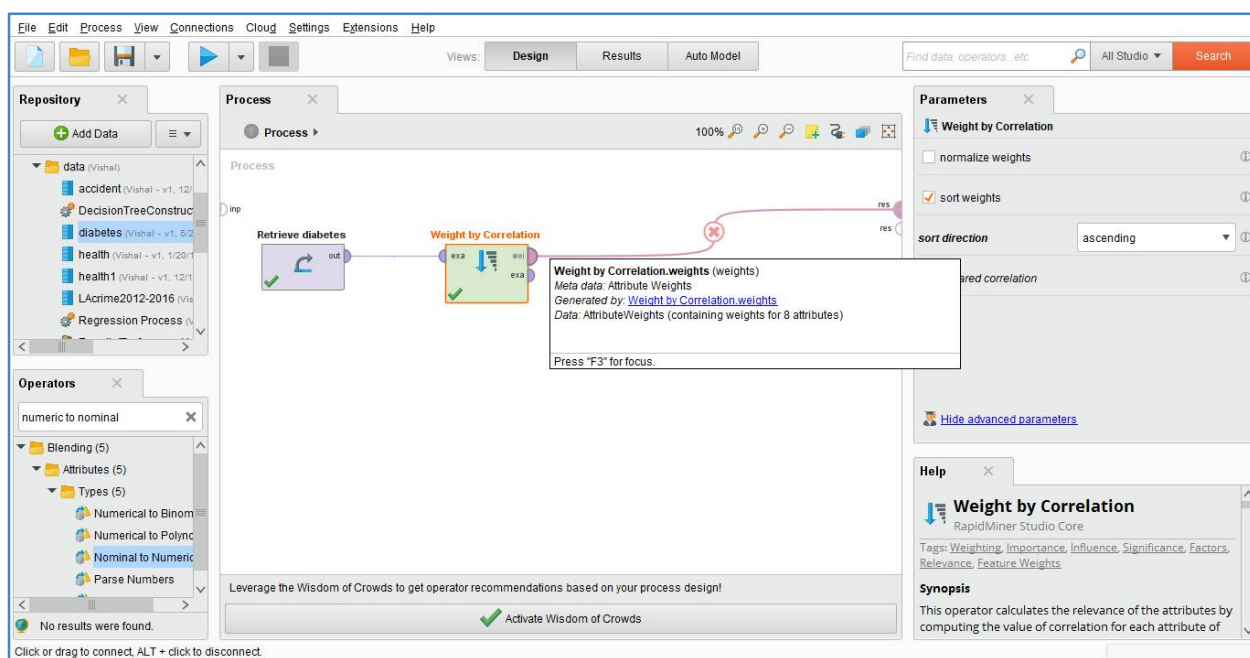 File Edit Process View Connections Cloud Settings Extensions Help
Views: Design Results Auto Model
Find data, operators...etc All Studio Search
Repository
Add Data
data (Vishal)
accident (Vishal - v1, 12/
DecisionTreeConstruc
diabetes (Vishal - v1, 5/2
health (Vishal - v1, 1/20/1
health1 (Vishal - v1, 12/1
LAcrime2012-2016 (Vis
Regression Process (V
Operators
numeric to nominal
Blending (5)
Attributes (5)
Types (5)
Numerical to Binom
Numerical to Polyno
Nominal to Numeric
Parse Numbers
No results were found.
Process
Process
100%
Process
inp
res
res
Retrieve diabetes
out
Weight by Correlation
exa wei
exa
Weight by Correlation.weights (weights)
Meta data: Attribute Weights
Generated by: Weight by Correlation.weights
Data: AttributeWeights (containing weights for 8 attributes)
Press "F3" for focus.
Leverage the Wisdom of Crowds to get operator recommendations based on your process design!
Activate Wisdom of Crowds
Parameters
Weight by Correlation
normalize weights
sort weights
sort direction ascending
ared correlation
Hide advanced parameters
Help
Weight by Correlation
RapidMiner Studio Core
Tags: Weighting, Importance, Influence, Significance, Factors,
Relevance, Feature Weights
Synopsis
This operator calculates the relevance of the attributes by
computing the value of correlation for each attribute of
Click or drag to connect, ALT + click to disconnect.